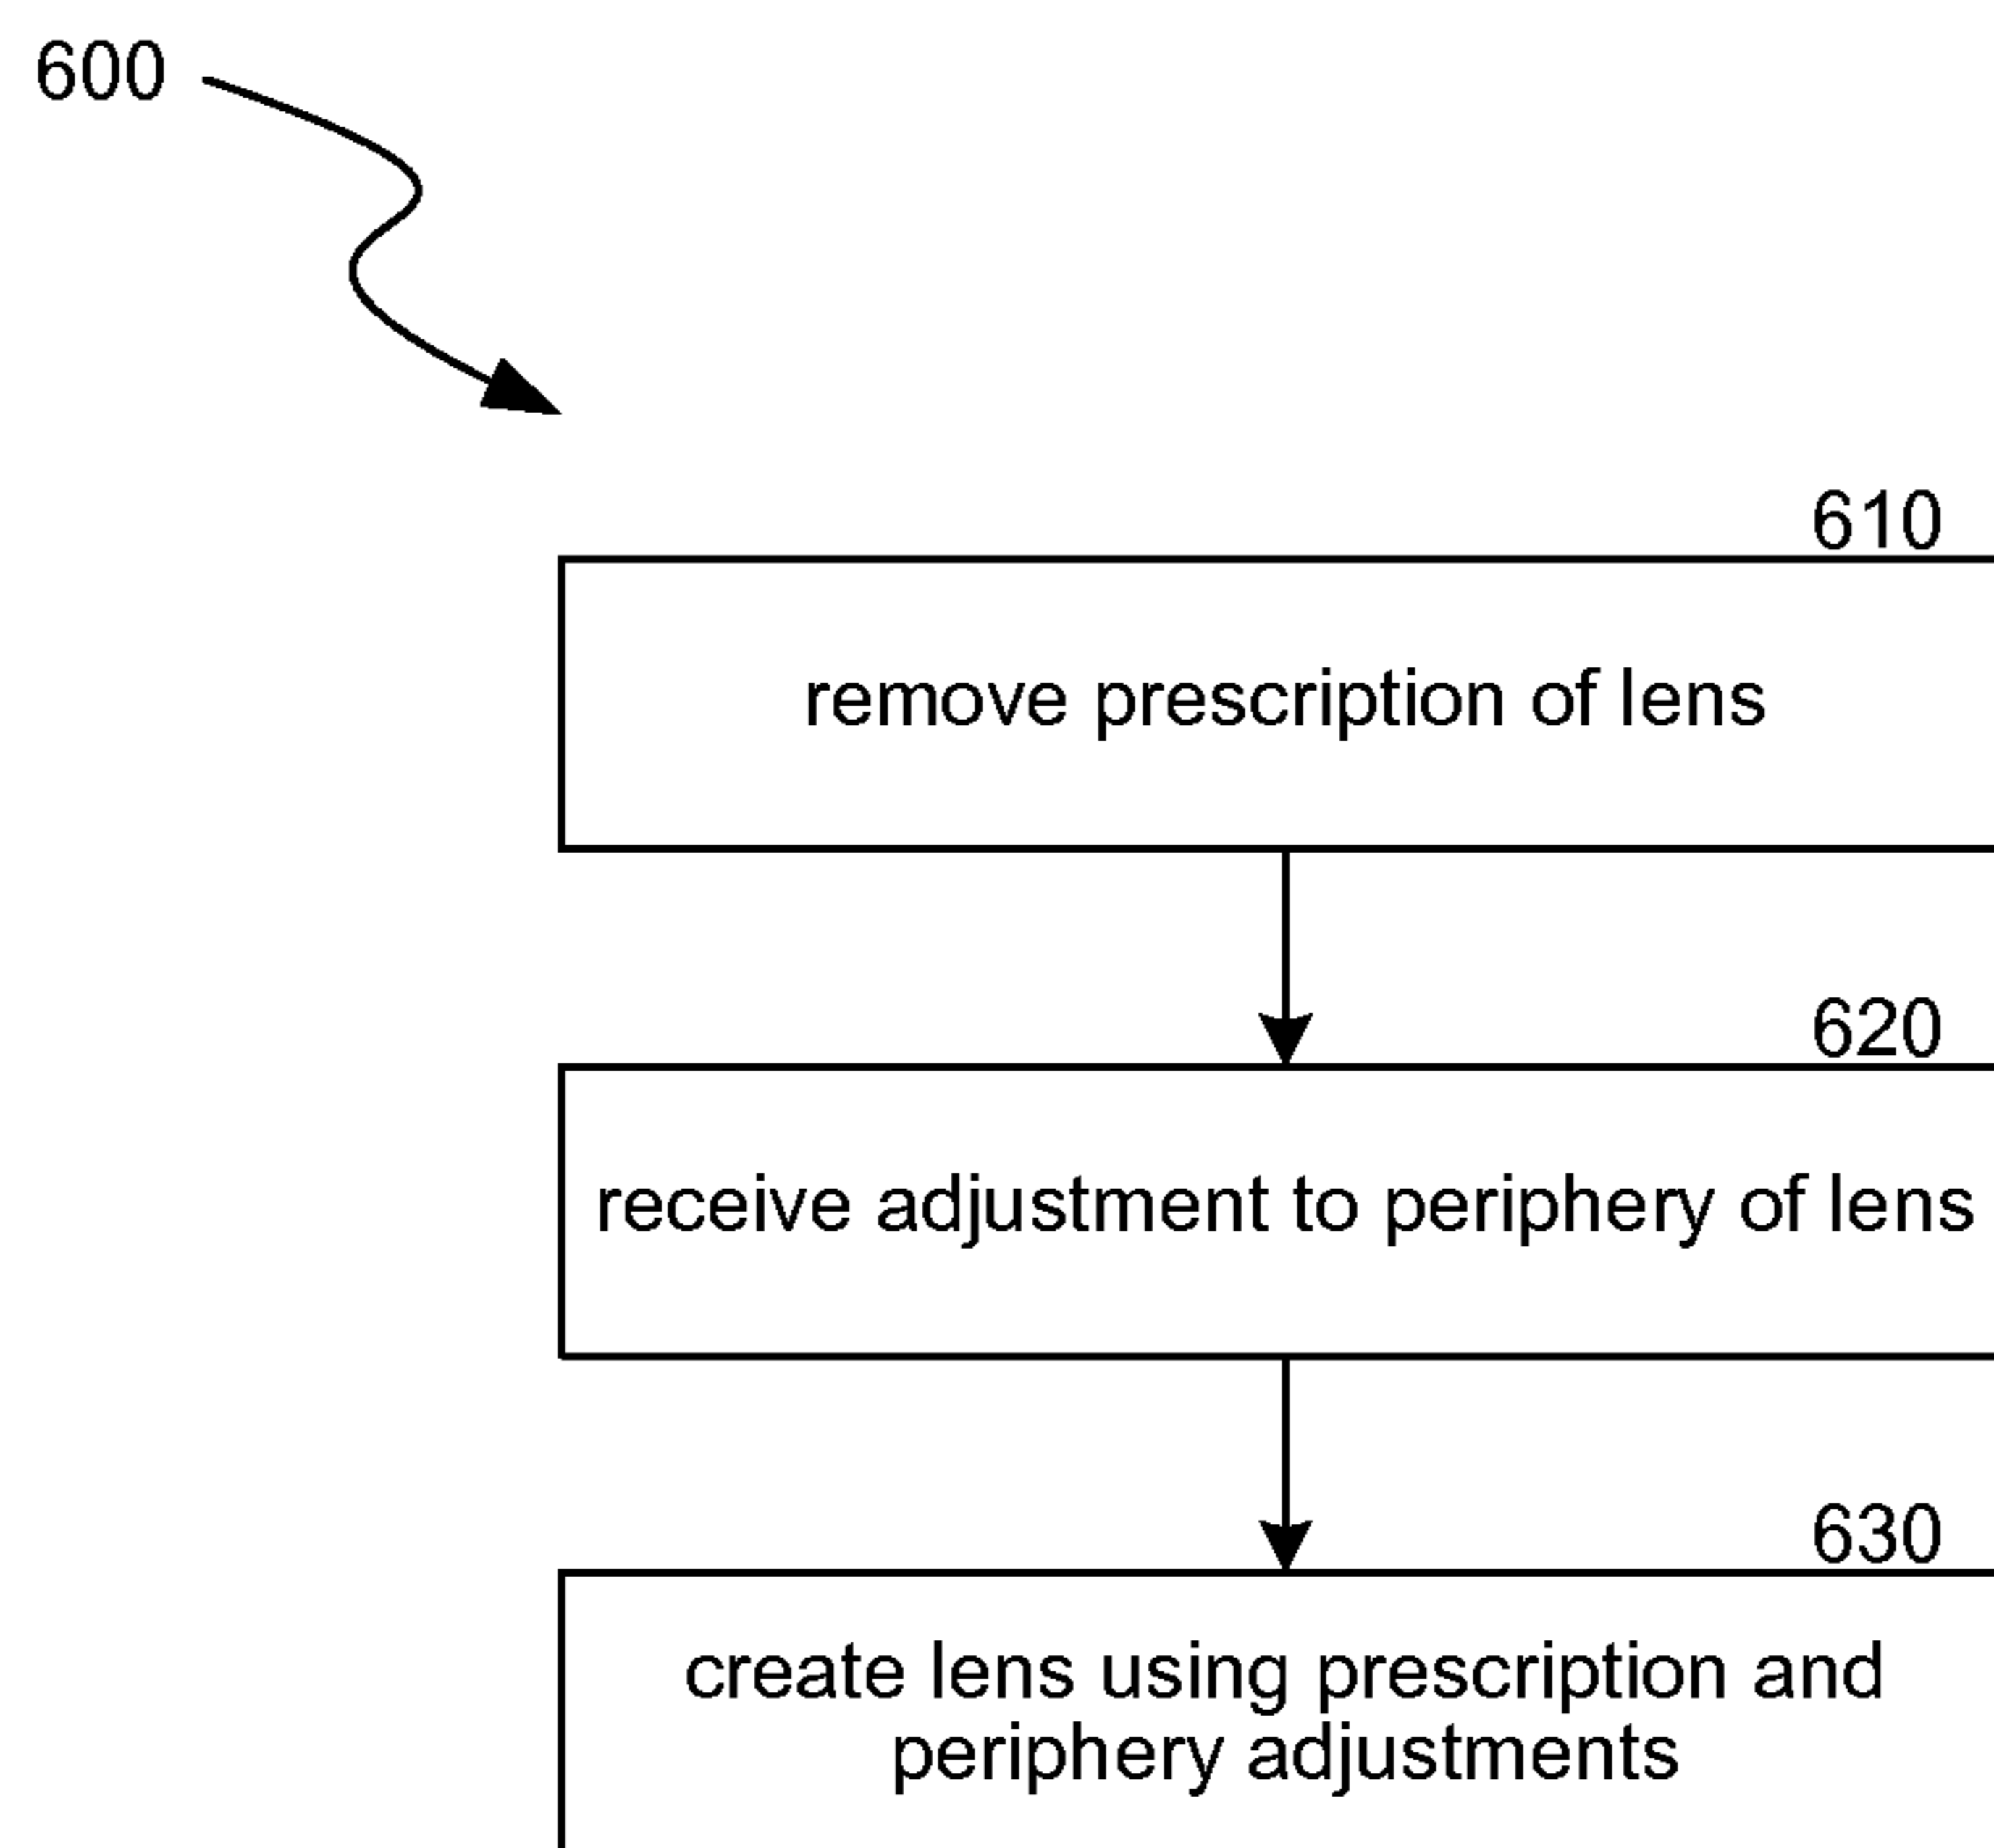 600
610
remove prescription of lens
620
receive adjustment to periphery of lens
630
create lens using prescription and
periphery adjustments